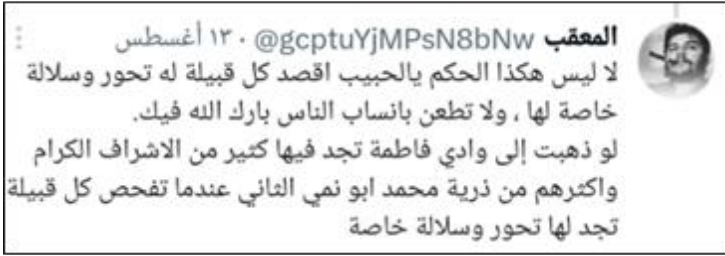 المعقب @gcptuYjMPsN8bNw · ١٣ أغسطس
لا ليس هكذا الحكم يالحبيب اقصد كل قبيلة له تحور وسلالة
خاصة لها ، ولا تطعن بانساب الناس بارك الله فيك.
لو ذهبت إلى وادي فاطمة تجد فيها كثير من الاشراف الكرام
واكثرهم من ذرية محمد ابو نمي الثاني عندما تفحص كل قبيلة
تجد لها تحور وسلالة خاصة